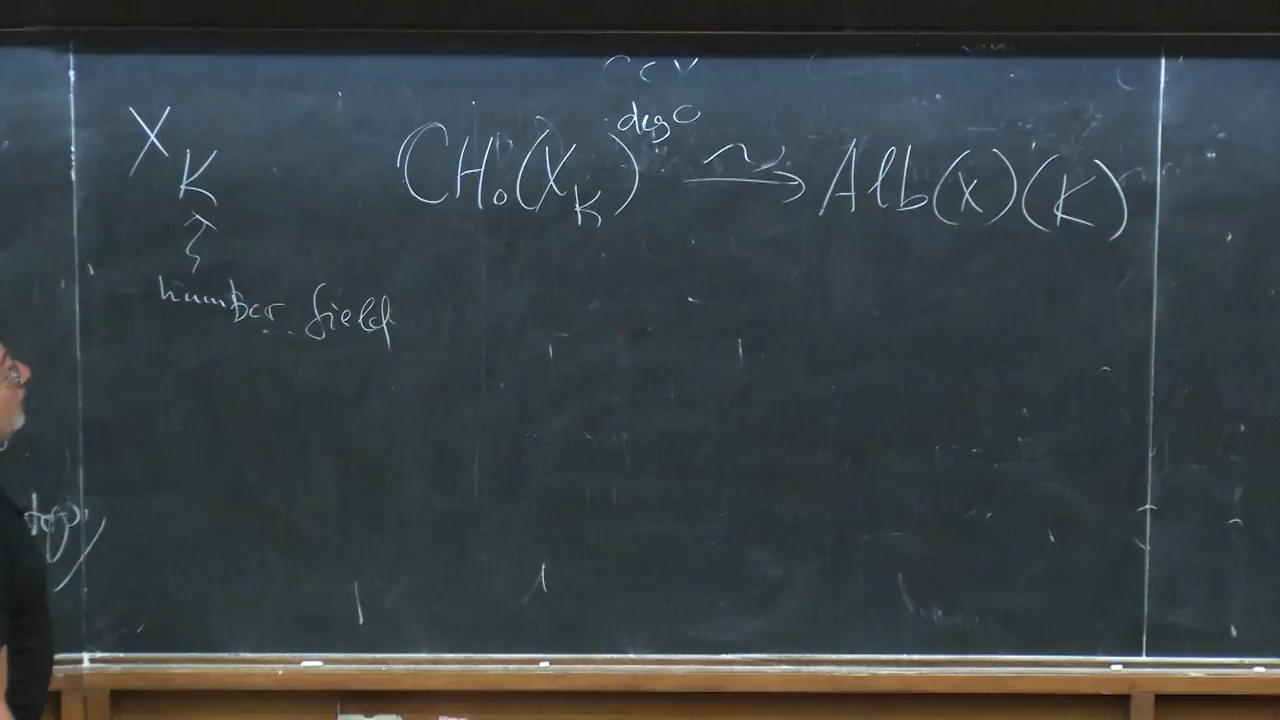 X_K
number field
CH₀(X_K)^{deg 0} ⥲ Alb(X)(K)